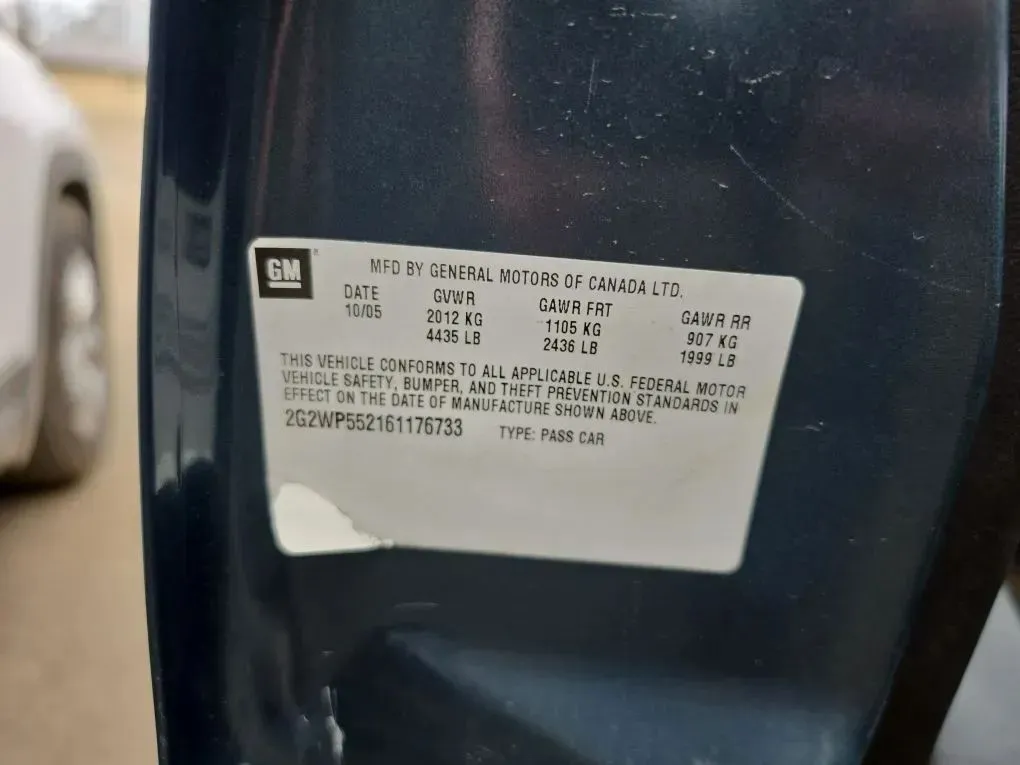 GM
MFD BY GENERAL MOTORS OF CANADA LTD.
DATE GVWR GAWR FRT GAWR RR
10/05 2012 KG 1105 KG 907 KG
4435 LB 2436 LB 1999 LB
THIS VEHICLE CONFORMS TO ALL APPLICABLE U.S. FEDERAL MOTOR
VEHICLE SAFETY, BUMPER, AND THEFT PREVENTION STANDARDS IN
EFFECT ON THE DATE OF MANUFACTURE SHOWN ABOVE.
2G2WP552161176733 TYPE: PASS CAR